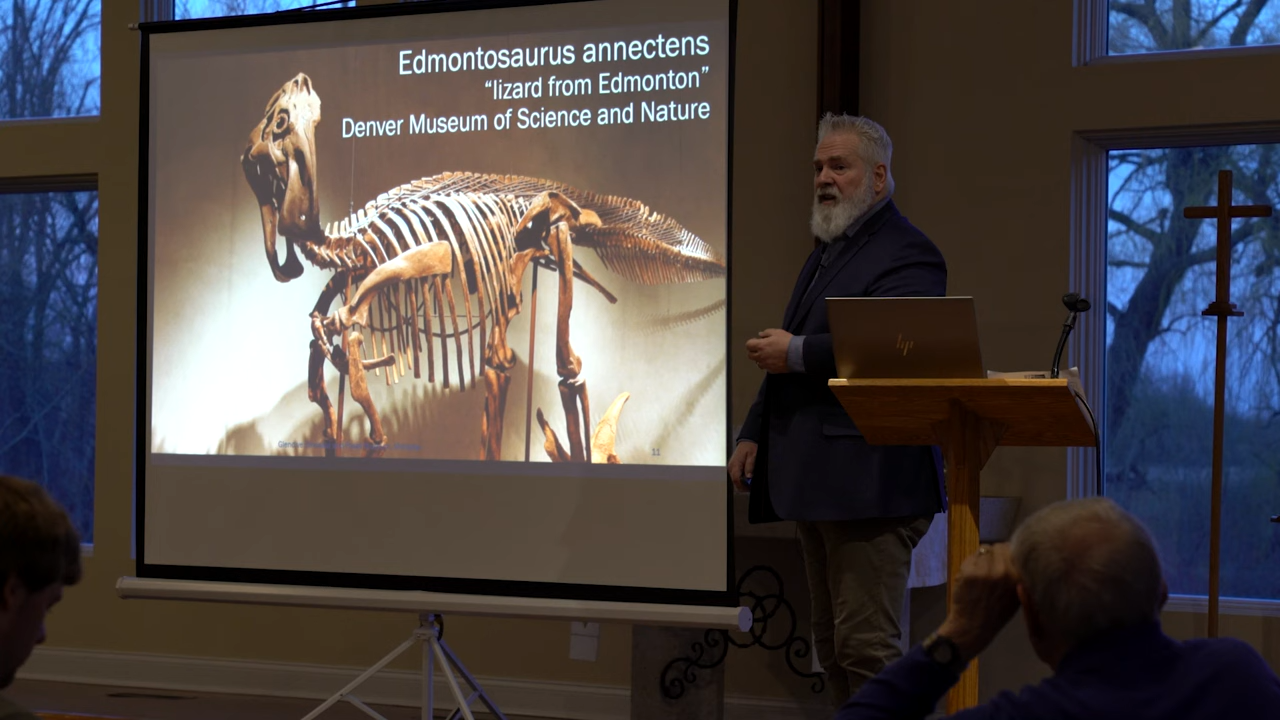 Edmontosaurus annectens
“lizard from Edmonton”
Denver Museum of Science and Nature
11
hp